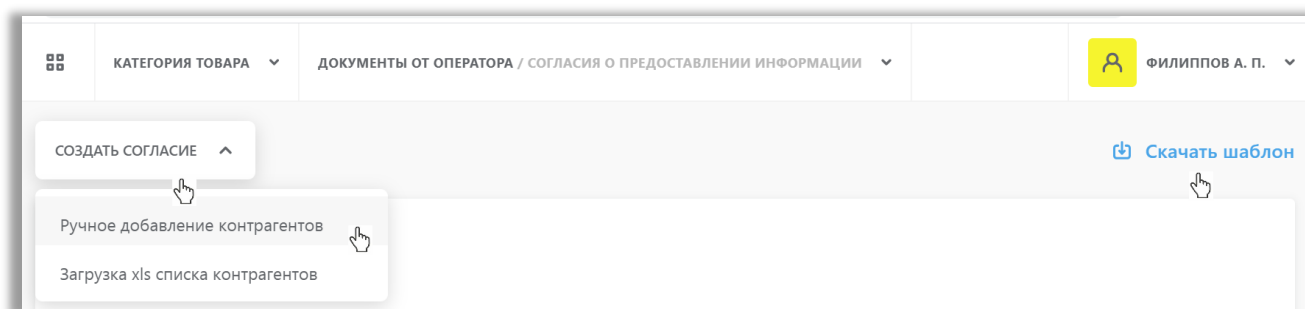 КАТЕГОРИЯ ТОВАРА
ДОКУМЕНТЫ ОТ ОПЕРАТОРА / СОГЛАСИЯ О ПРЕДОСТАВЛЕНИИ ИНФОРМАЦИИ
ФИЛИППОВ А. П.
СОЗДАТЬ СОГЛАСИЕ
Скачать шаблон
Ручное добавление контрагентов
Загрузка xls списка контрагентов